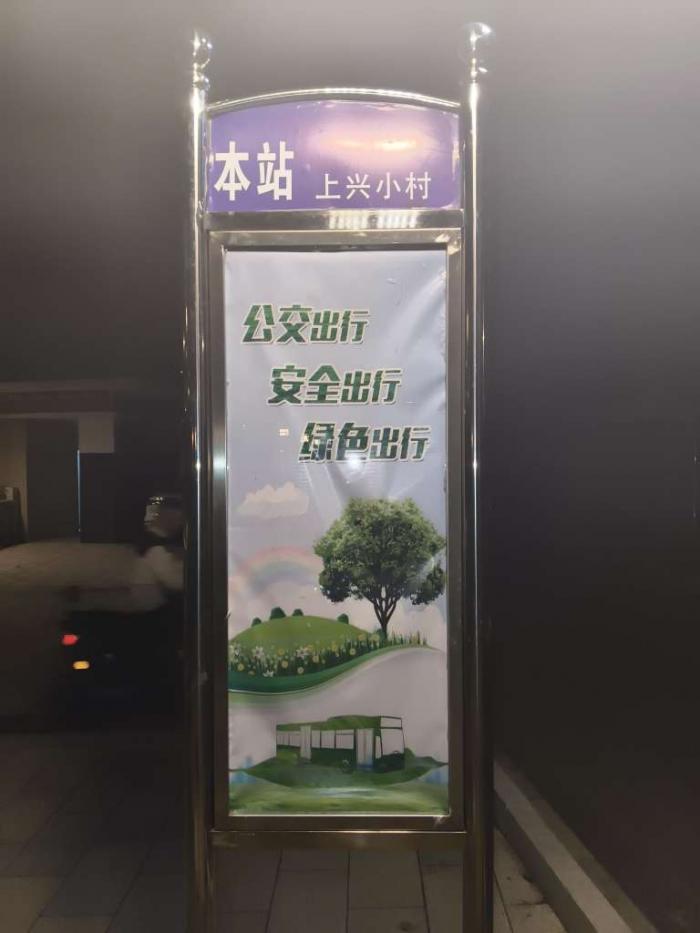 本站 上兴小村
公交出行
安全出行
绿色出行